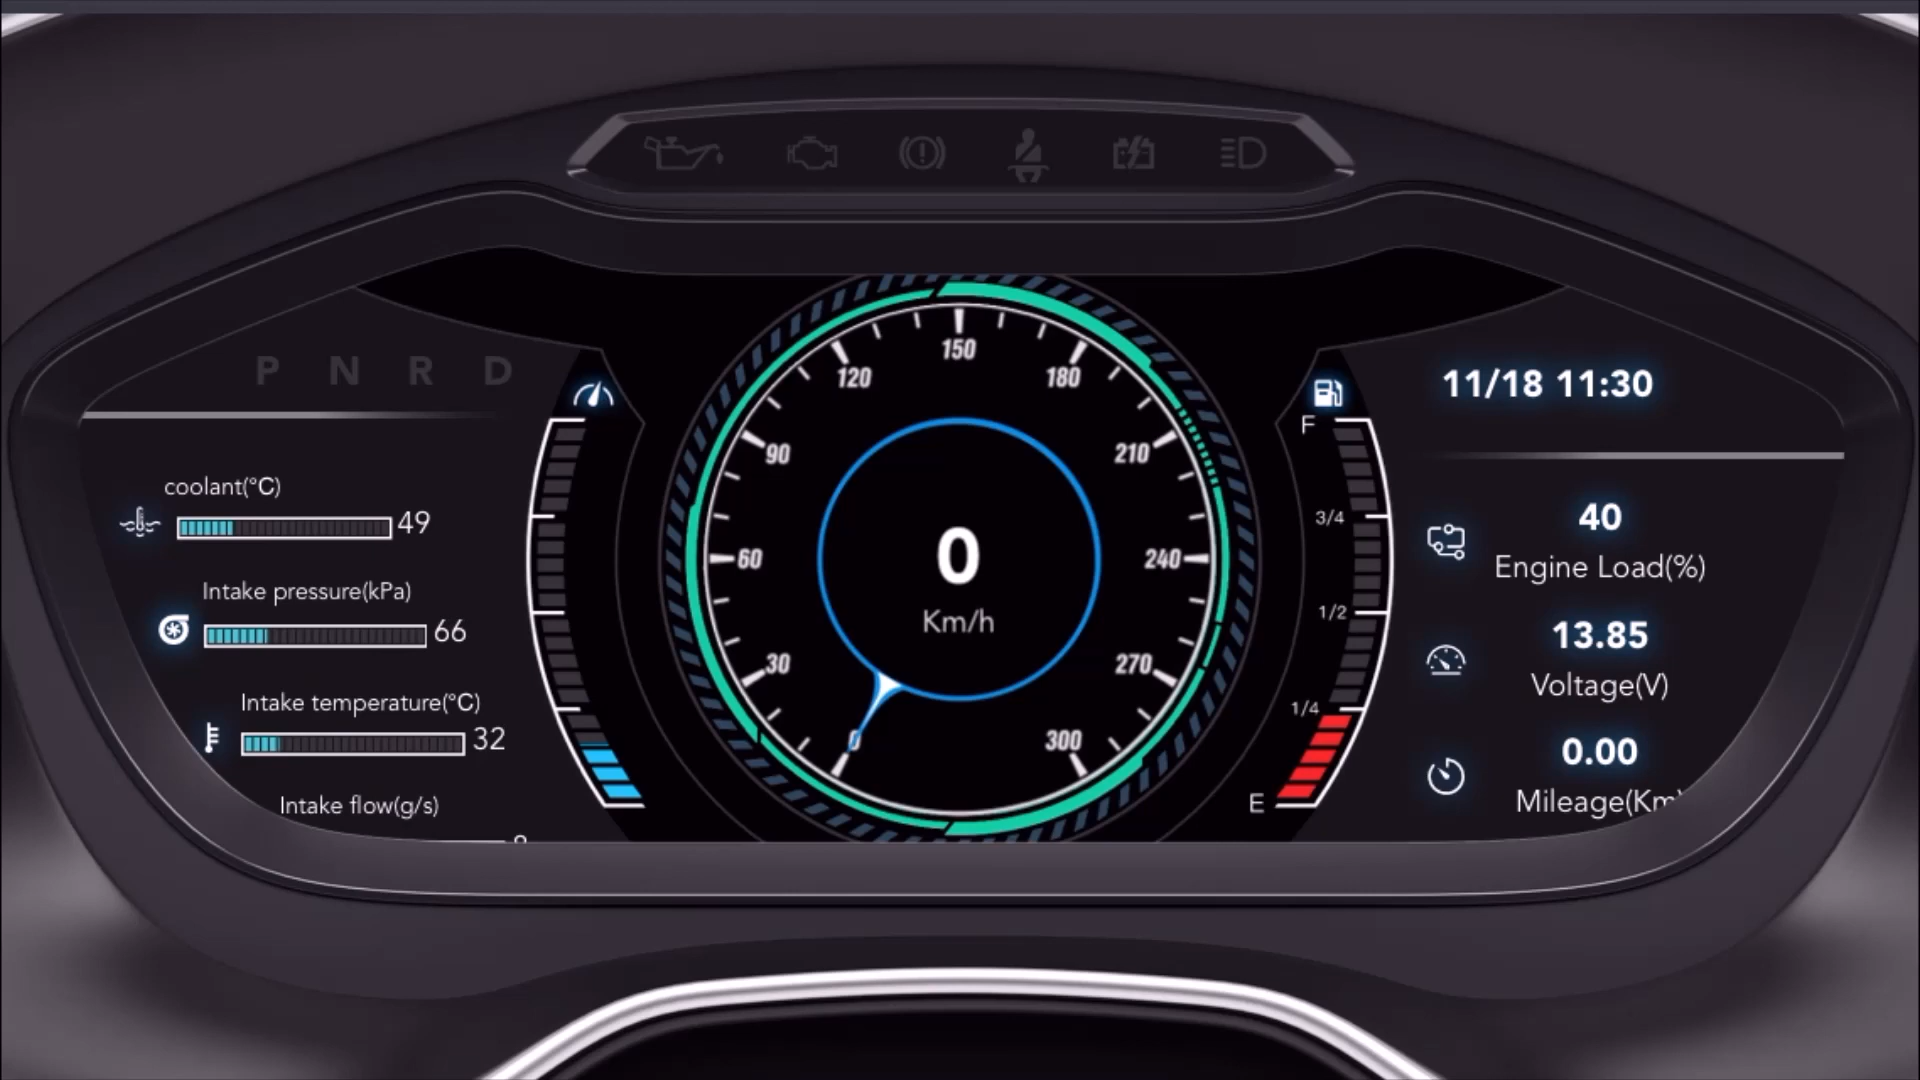 P N R D
11/18 11:30
coolant(°C)
49
Intake pressure(kPa)
66
Intake temperature(°C)
32
Intake flow(g/s)
0
30
60
90
120
150
180
210
240
270
300
0
Km/h
F
3/4
1/2
1/4
E
40
Engine Load(%)
13.85
Voltage(V)
0.00
Mileage(Km)